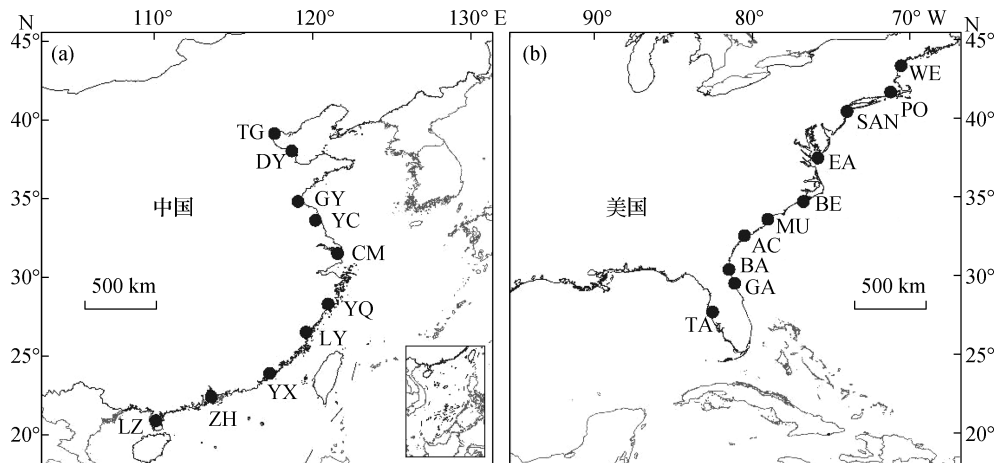 N 110° 120° 130° E
(a)
45°
40°
35°
30°
25°
20°
TG
DY
GY
YC
中国
CM
500 km
YQ
LY
YX
ZH
LZ
90° 80° 70° W N
(b)
45°
40°
35°
30°
25°
20°
WE
PO
SAN
EA
BE
美国
MU
AC
BA
GA
500 km
TA